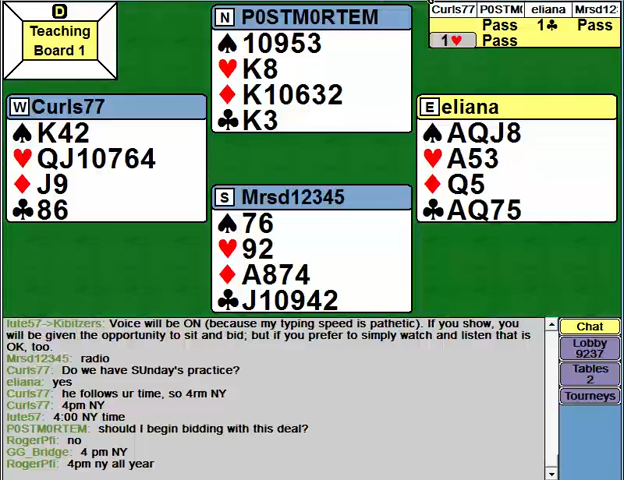 D
Teaching
Board 1
N P0STM0RTEM
♠10953
♥K8
♦K10632
♣K3
Curls77 P0STM0 eliana Mrsd12
Pass 1♣ Pass
1♥ Pass
W Curls77
♠K42
♥QJ10764
♦J9
♣86
E eliana
♠AQJ8
♥A53
♦Q5
♣AQ75
S Mrsd12345
♠76
♥92
♦A874
♣J10942
lute57->Kibitzers: Voice will be ON (because my typing speed is pathetic). If you show, you
will be given the opportunity to sit and bid; but if you prefer to simply watch and listen that is
OK, too.
Mrsd12345: radio
Curls77: Do we have SUnday's practice?
eliana: yes
Curls77: he follows ur time, so 4rm NY
Curls77: 4pm NY
lute57: 4:00 NY time
P0STM0RTEM: should I begin bidding with this deal?
RogerPfi: no
GG_Bridge: 4 pm NY
RogerPfi: 4pm ny all year
Chat
Lobby
9237
Tables
2
Tourneys